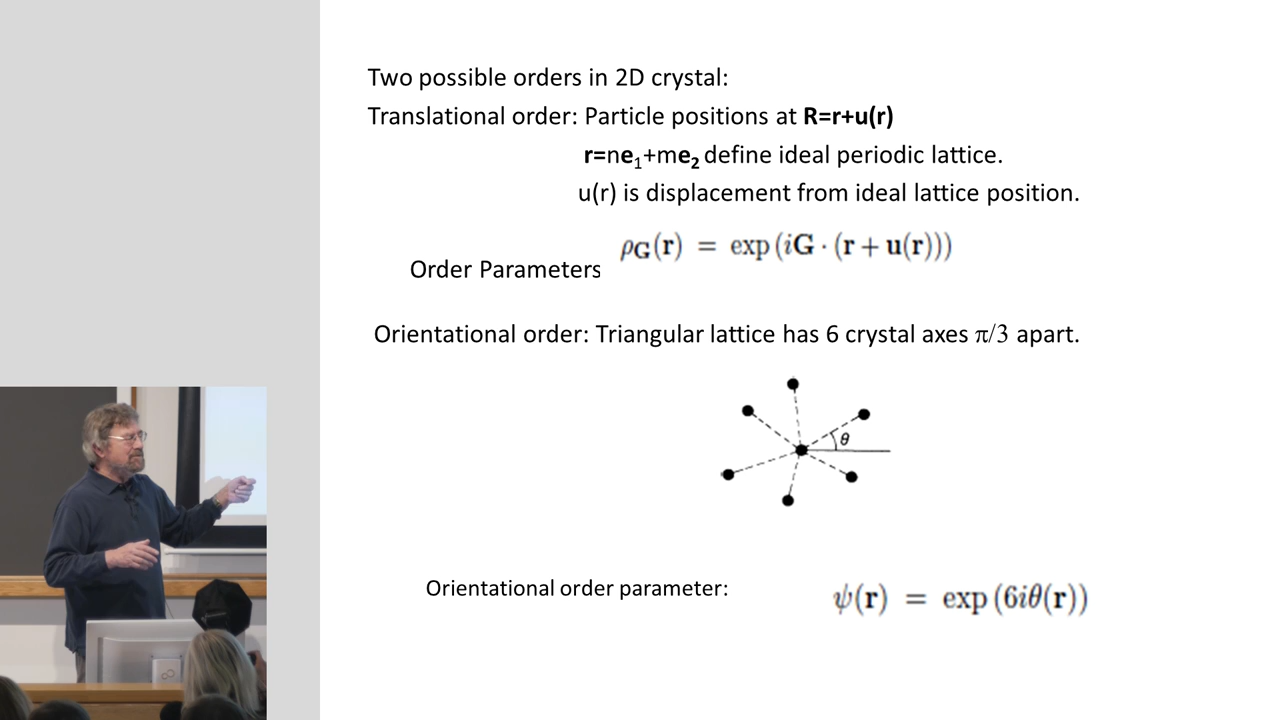 Two possible orders in 2D crystal:
Translational order: Particle positions at R=r+u(r)
r=ne₁+me₂ define ideal periodic lattice.
u(r) is displacement from ideal lattice position.
ρG(r) = exp(iG · (r + u(r)))
Order Parameters
Orientational order: Triangular lattice has 6 crystal axes π/3 apart.
θ
Orientational order parameter:
ψ(r) = exp(6iθ(r))